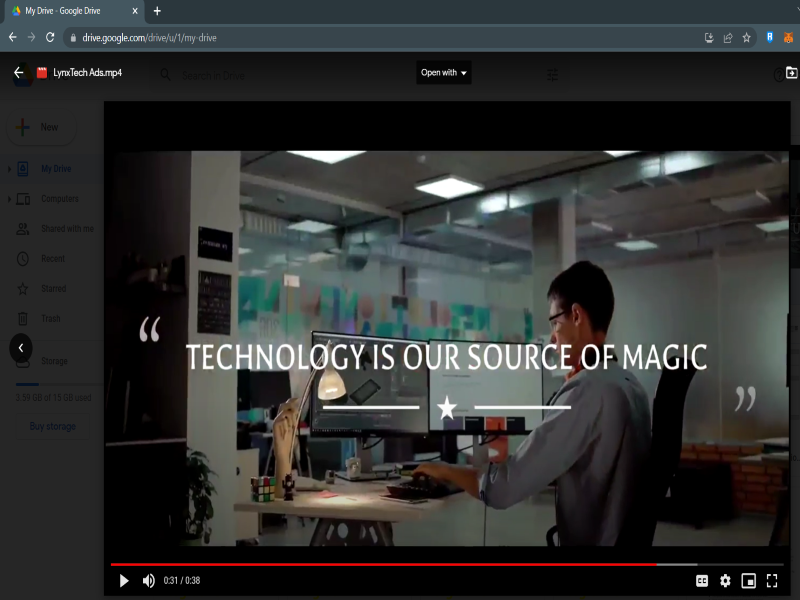 My Drive - Google Drive
drive.google.com/drive/u/1/my-drive
LynxTech Ads.mp4
Search in Drive
Open with
New
My Drive
Computers
Shared with me
Recent
Starred
Trash
Storage
3.59 GB of 15 GB used
Buy storage
“
TECHNOLOGY IS OUR SOURCE OF MAGIC
”
0:31 / 0:38
CC